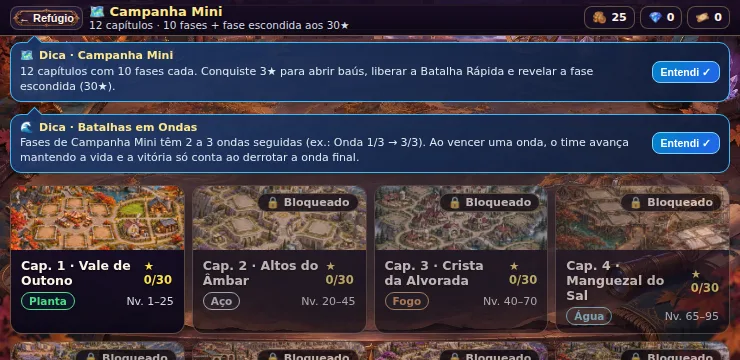 ← Refúgio
Campanha Mini
12 capítulos · 10 fases + fase escondida aos 30★
25
0
0
Dica · Campanha Mini
12 capítulos com 10 fases cada. Conquiste 3★ para abrir baús, liberar a Batalha Rápida e revelar a fase
escondida (30★).
Entendi ✓
Dica · Batalhas em Ondas
Fases de Campanha Mini têm 2 a 3 ondas seguidas (ex.: Onda 1/3 → 3/3). Ao vencer uma onda, o time avança
mantendo a vida e a vitória só conta ao derrotar a onda final.
Entendi ✓
Cap. 1 · Vale de
Outono
★
0/30
Planta
Nv. 1–25
Bloqueado
Cap. 2 · Altos do
Âmbar
★
0/30
Aço
Nv. 20–45
Bloqueado
Cap. 3 · Crista
da Alvorada
★
0/30
Fogo
Nv. 40–70
Bloqueado
Cap. 4 ·
Manguezal do
Sal
★
0/30
Água
Nv. 65–95
Bloqueado
Bloqueado
Bloqueado